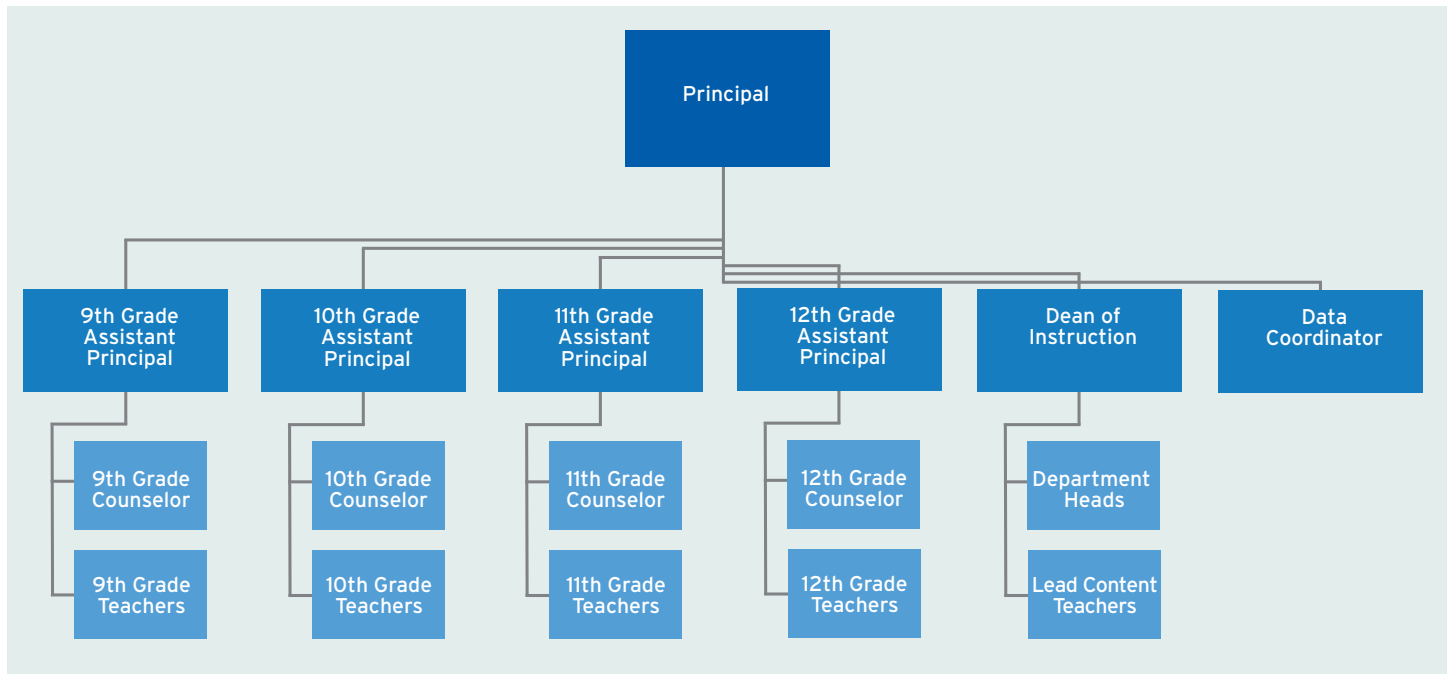 Principal
9th Grade
Assistant
Principal
10th Grade
Assistant
Principal
11th Grade
Assistant
Principal
12th Grade
Assistant
Principal
Dean of
Instruction
Data
Coordinator
9th Grade
Counselor
10th Grade
Counselor
11th Grade
Counselor
12th Grade
Counselor
Department
Heads
9th Grade
Teachers
10th Grade
Teachers
11th Grade
Teachers
12th Grade
Teachers
Lead Content
Teachers